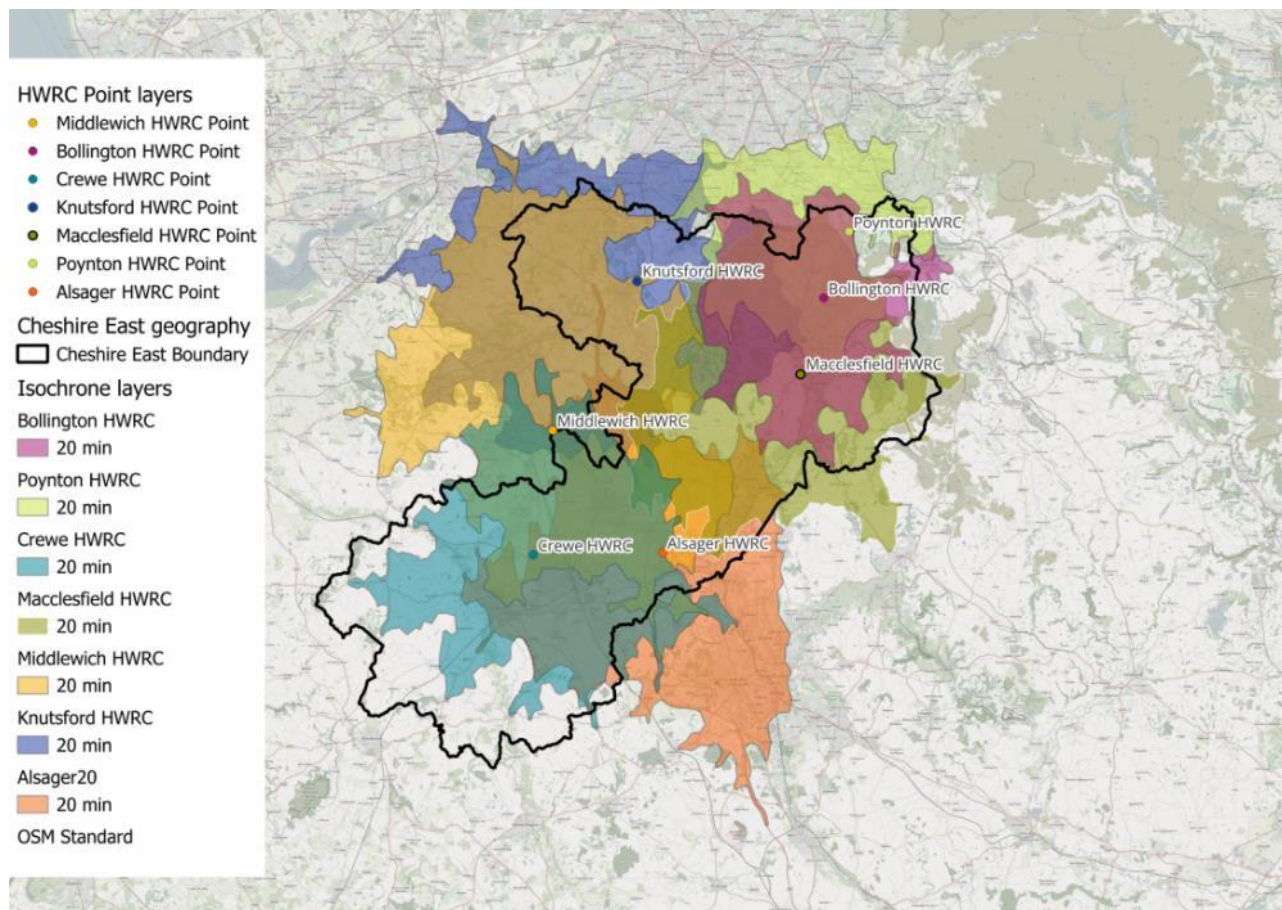 HWRC Point layers
Middlewich HWRC Point
Bollington HWRC Point
Crewe HWRC Point
Knutsford HWRC Point
Macclesfield HWRC Point
Poynton HWRC Point
Alsager HWRC Point
Cheshire East geography
Cheshire East Boundary
Isochrone layers
Bollington HWRC
20 min
Poynton HWRC
20 min
Crewe HWRC
20 min
Macclesfield HWRC
20 min
Middlewich HWRC
20 min
Knutsford HWRC
20 min
Alsager20
20 min
OSM Standard
Poynton HWRC
Knutsford HWRC
Bollington HWRC
Macclesfield HWRC
Middlewich HWRC
Crewe HWRC
Alsager HWRC